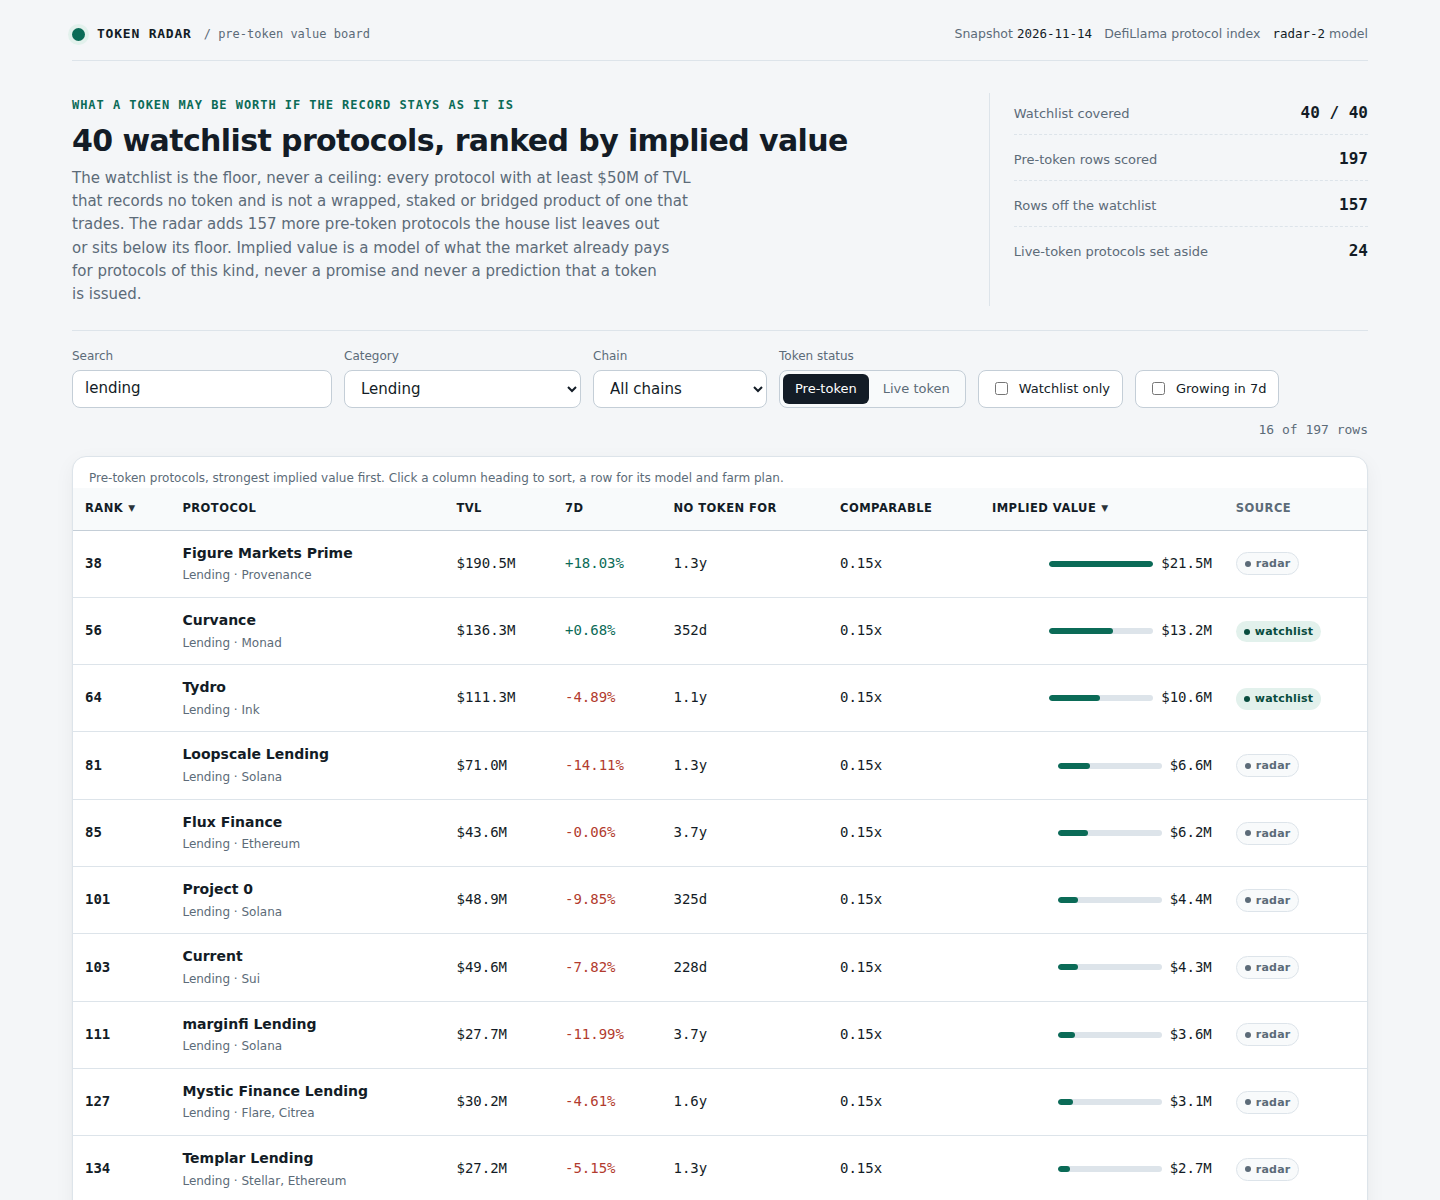 TOKEN RADAR / pre-token value board
Snapshot 2026-11-14 DefiLlama protocol index radar-2 model
WHAT A TOKEN MAY BE WORTH IF THE RECORD STAYS AS IT IS
40 watchlist protocols, ranked by implied value
The watchlist is the floor, never a ceiling: every protocol with at least $50M of TVL
that records no token and is not a wrapped, staked or bridged product of one that
trades. The radar adds 157 more pre-token protocols the house list leaves out
or sits below its floor. Implied value is a model of what the market already pays
for protocols of this kind, never a promise and never a prediction that a token
is issued.
Watchlist covered 40 / 40
Pre-token rows scored 197
Rows off the watchlist 157
Live-token protocols set aside 24
Search Category Chain Token status
lending Lending All chains Pre-token Live token Watchlist only Growing in 7d
16 of 197 rows
Pre-token protocols, strongest implied value first. Click a column heading to sort, a row for its model and farm plan.
RANK ▼ PROTOCOL TVL 7D NO TOKEN FOR COMPARABLE IMPLIED VALUE ▼ SOURCE
38 Figure Markets Prime $190.5M +18.03% 1.3y 0.15x $21.5M radar
Lending · Provenance
56 Curvance $136.3M +0.68% 352d 0.15x $13.2M watchlist
Lending · Monad
64 Tydro $111.3M -4.89% 1.1y 0.15x $10.6M watchlist
Lending · Ink
81 Loopscale Lending $71.0M -14.11% 1.3y 0.15x $6.6M radar
Lending · Solana
85 Flux Finance $43.6M -0.06% 3.7y 0.15x $6.2M radar
Lending · Ethereum
101 Project 0 $48.9M -9.85% 325d 0.15x $4.4M radar
Lending · Solana
103 Current $49.6M -7.82% 228d 0.15x $4.3M radar
Lending · Sui
111 marginfi Lending $27.7M -11.99% 3.7y 0.15x $3.6M radar
Lending · Solana
127 Mystic Finance Lending $30.2M -4.61% 1.6y 0.15x $3.1M radar
Lending · Flare, Citrea
134 Templar Lending $27.2M -5.15% 1.3y 0.15x $2.7M radar
Lending · Stellar, Ethereum